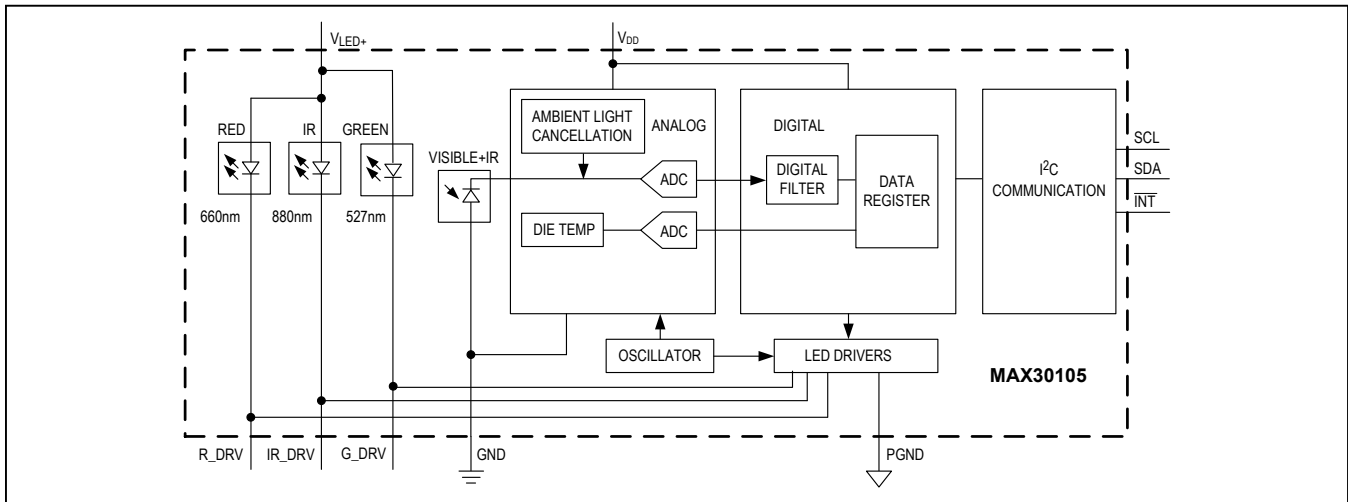 VLED+
VDD
RED
IR
GREEN
660nm
880nm
527nm
VISIBLE+IR
AMBIENT LIGHT
CANCELLATION
ANALOG
ADC
DIE TEMP
ADC
DIGITAL
DIGITAL
FILTER
DATA
REGISTER
I2C
COMMUNICATION
SCL
SDA
INT
OSCILLATOR
LED DRIVERS
MAX30105
R_DRV
IR_DRV
G_DRV
GND
PGND